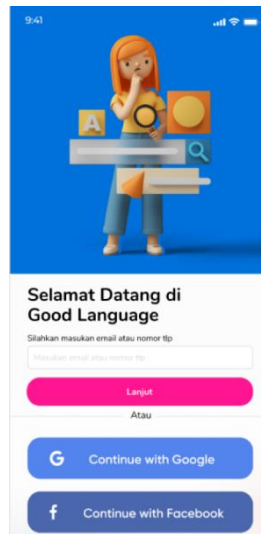 9:41
A
Selamat Datang di
Good Language
Silahkan masukan email atau nomor tlp
Masukan email atau nomor tlp
Lanjut
Atau
G Continue with Google
f Continue with Facebook